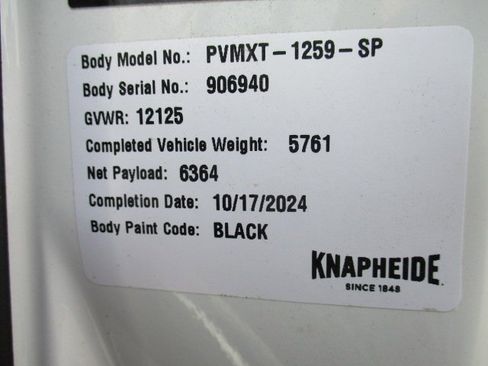 Body Model No.: PVMXT-1259-SP
Body Serial No.: 906940
GVWR: 12125
Completed Vehicle Weight: 5761
Net Payload: 6364
Completion Date: 10/17/2024
Body Paint Code: BLACK
KNAPHEIDE
SINCE 1848